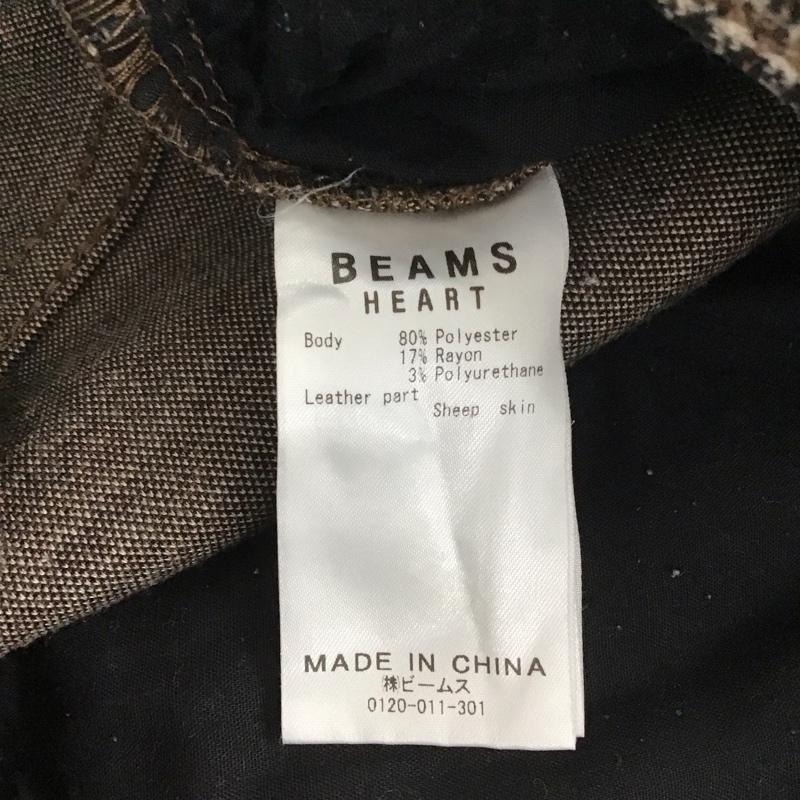 BEAMS
HEART
Body 80% Polyester
17% Rayon
3% Polyurethane
Leather part
Sheep skin
MADE IN CHINA
㈱ビームス
0120-011-301